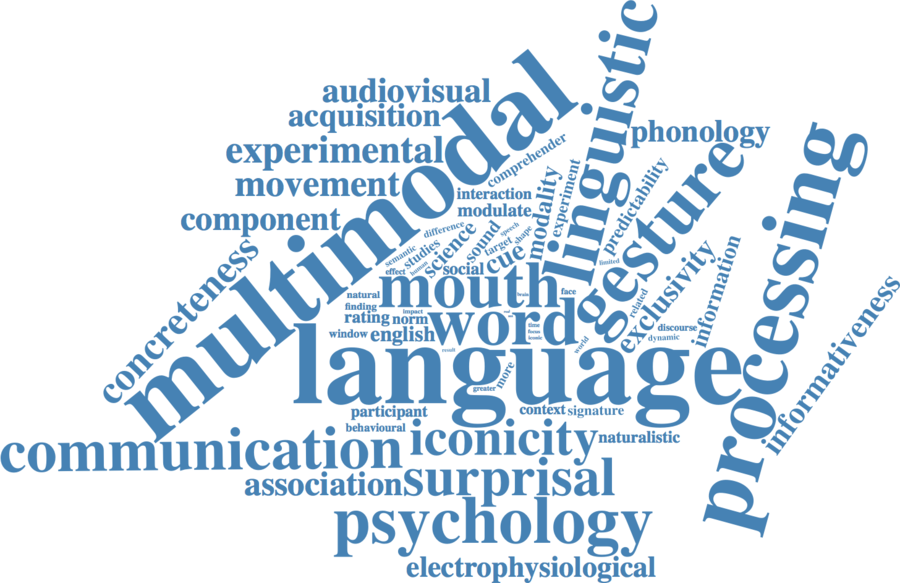 linguistic
audiovisual
acquisition
multimodal
phonology
experimental
comprehender
gesture
processing
movement
interaction
modality
experiment
predictability
component
modulate
difference
speech
shape
sound
science
target
cue
studies
semantic
human
effect
social
limited
concreteness
exclusivity
information
natural
mouth
brain
face
related
informativeness
finding
impact
rating
norm
word
time
focus
window
english
discourse
dynamic
world
result
language
more
greater
participant
context
signature
behavioural
communication
iconicity
naturalistic
association
surprisal
psychology
electrophysiological